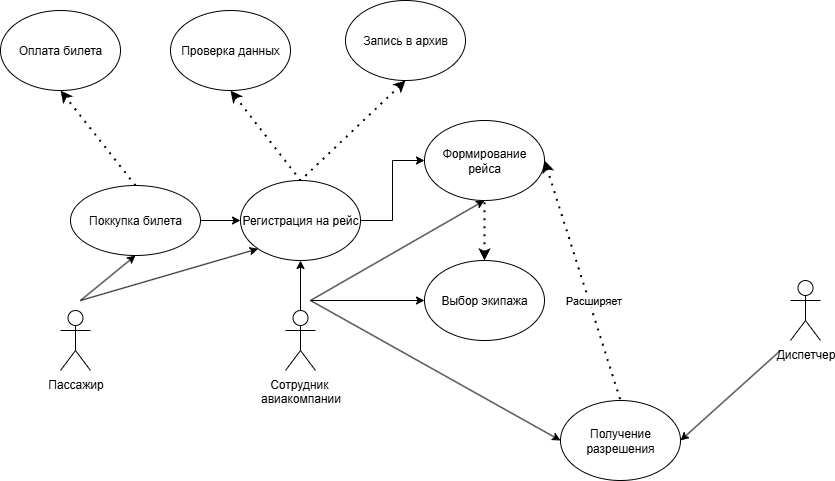 Оплата билета
Проверка данных
Запись в архив
Формирование
рейса
Поккупка билета
Регистрация на рейс
Выбор экипажа
Расширяет
Пассажир
Сотрудник
авиакомпании
Диспетчер
Получение
разрешения